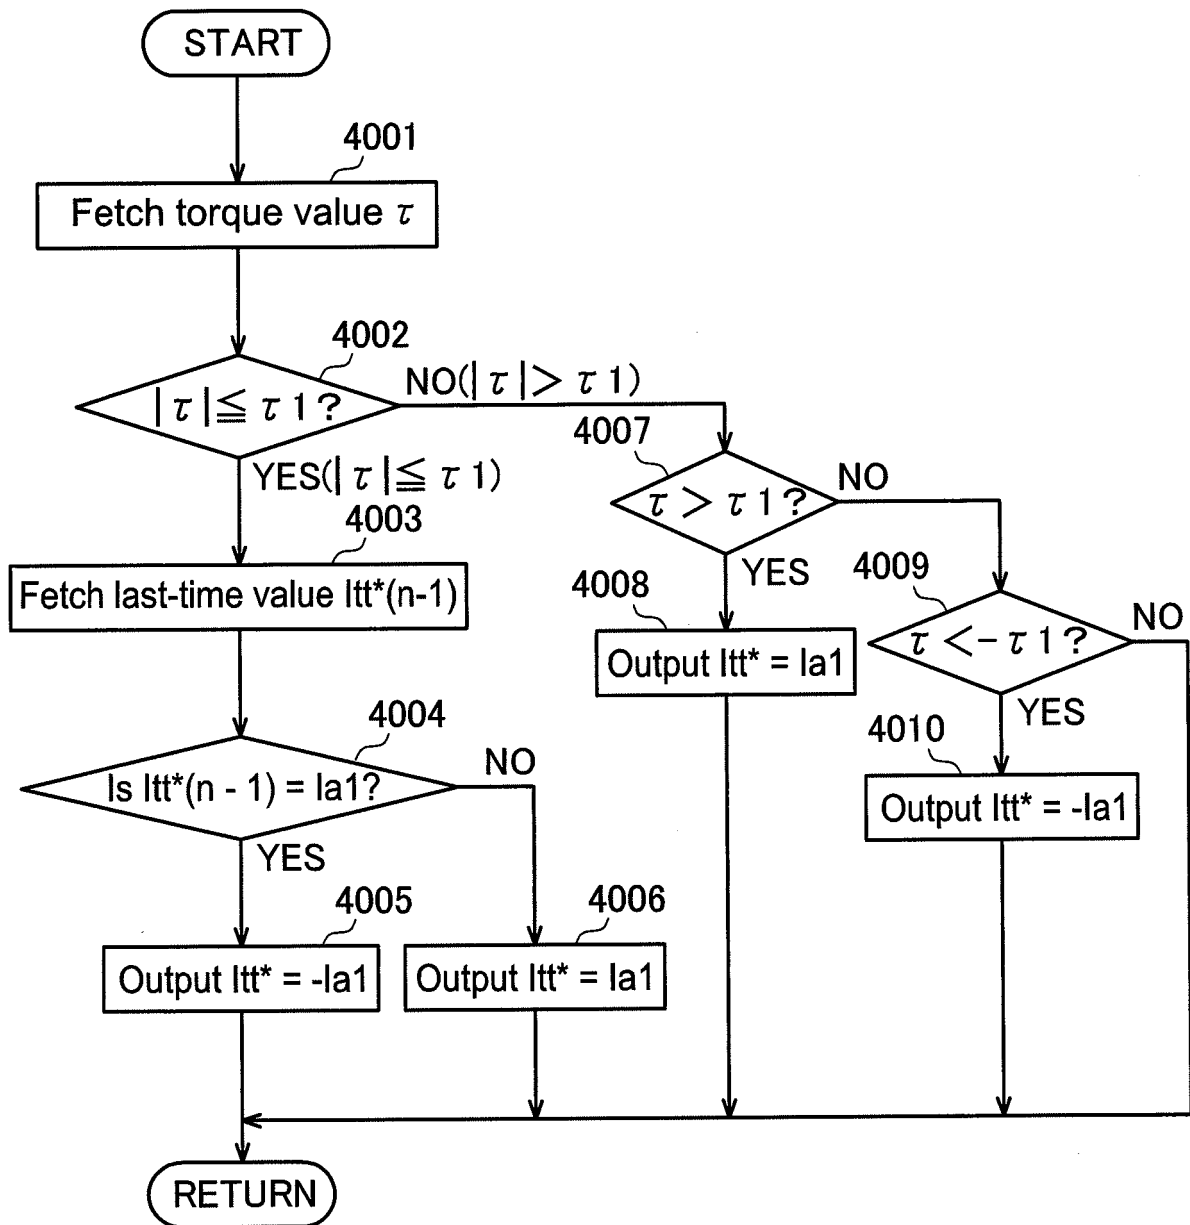 START
4001
Fetch torque value τ
4002
|τ|≦τ1?
NO(|τ|>τ1)
YES(|τ|≦τ1)
4003
Fetch last-time value Itt*(n-1)
4004
Is Itt*(n - 1) = Ia1?
NO
YES
4005
Output Itt* = -Ia1
4006
Output Itt* = Ia1
4007
τ > τ1?
NO
YES
4008
Output Itt* = Ia1
4009
τ <-τ1?
NO
YES
4010
Output Itt* = -Ia1
RETURN